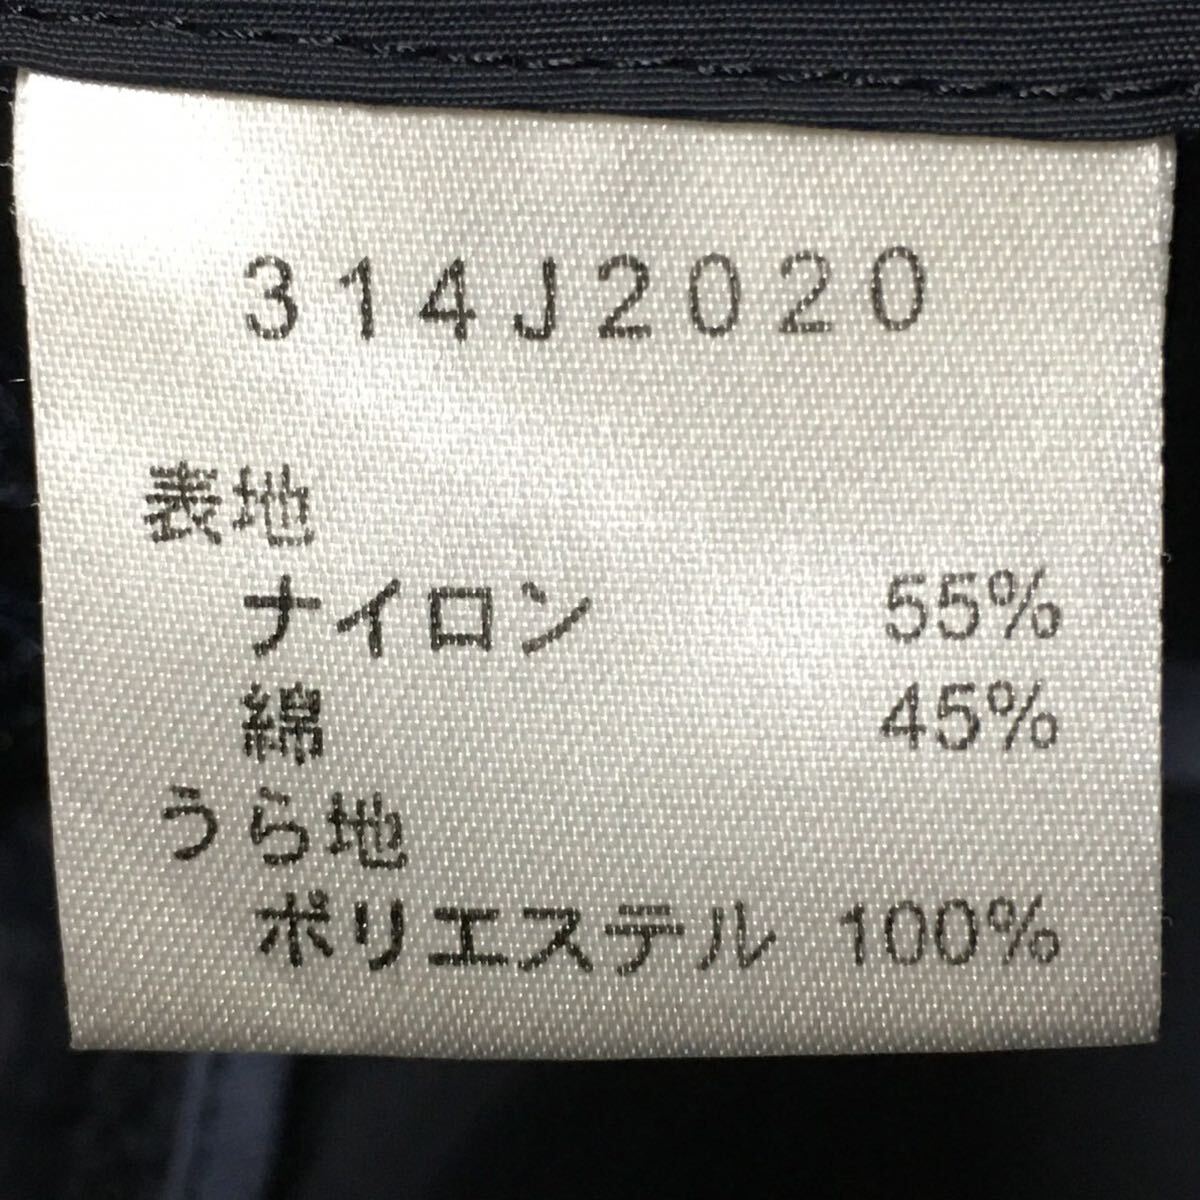 314J2020
表地
ナイロン 55%
綿 45%
うら地
ポリエステル 100%